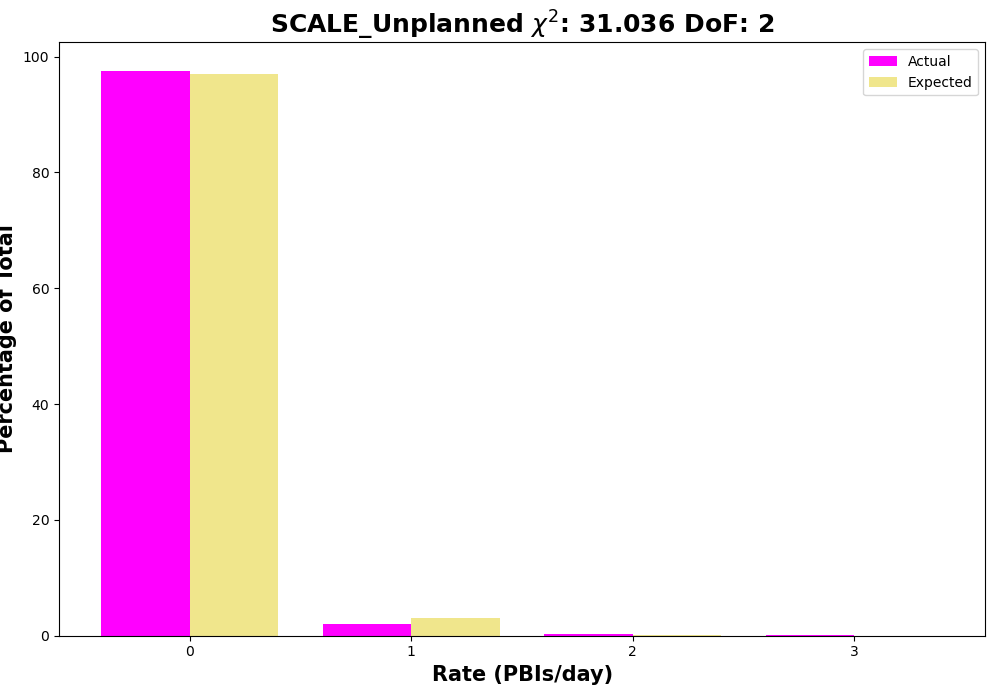 SCALE_Unplanned χ²: 31.036 DoF: 2
Actual
Expected
Percentage of Total
100
80
60
40
20
0
0 1 2 3
Rate (PBIs/day)